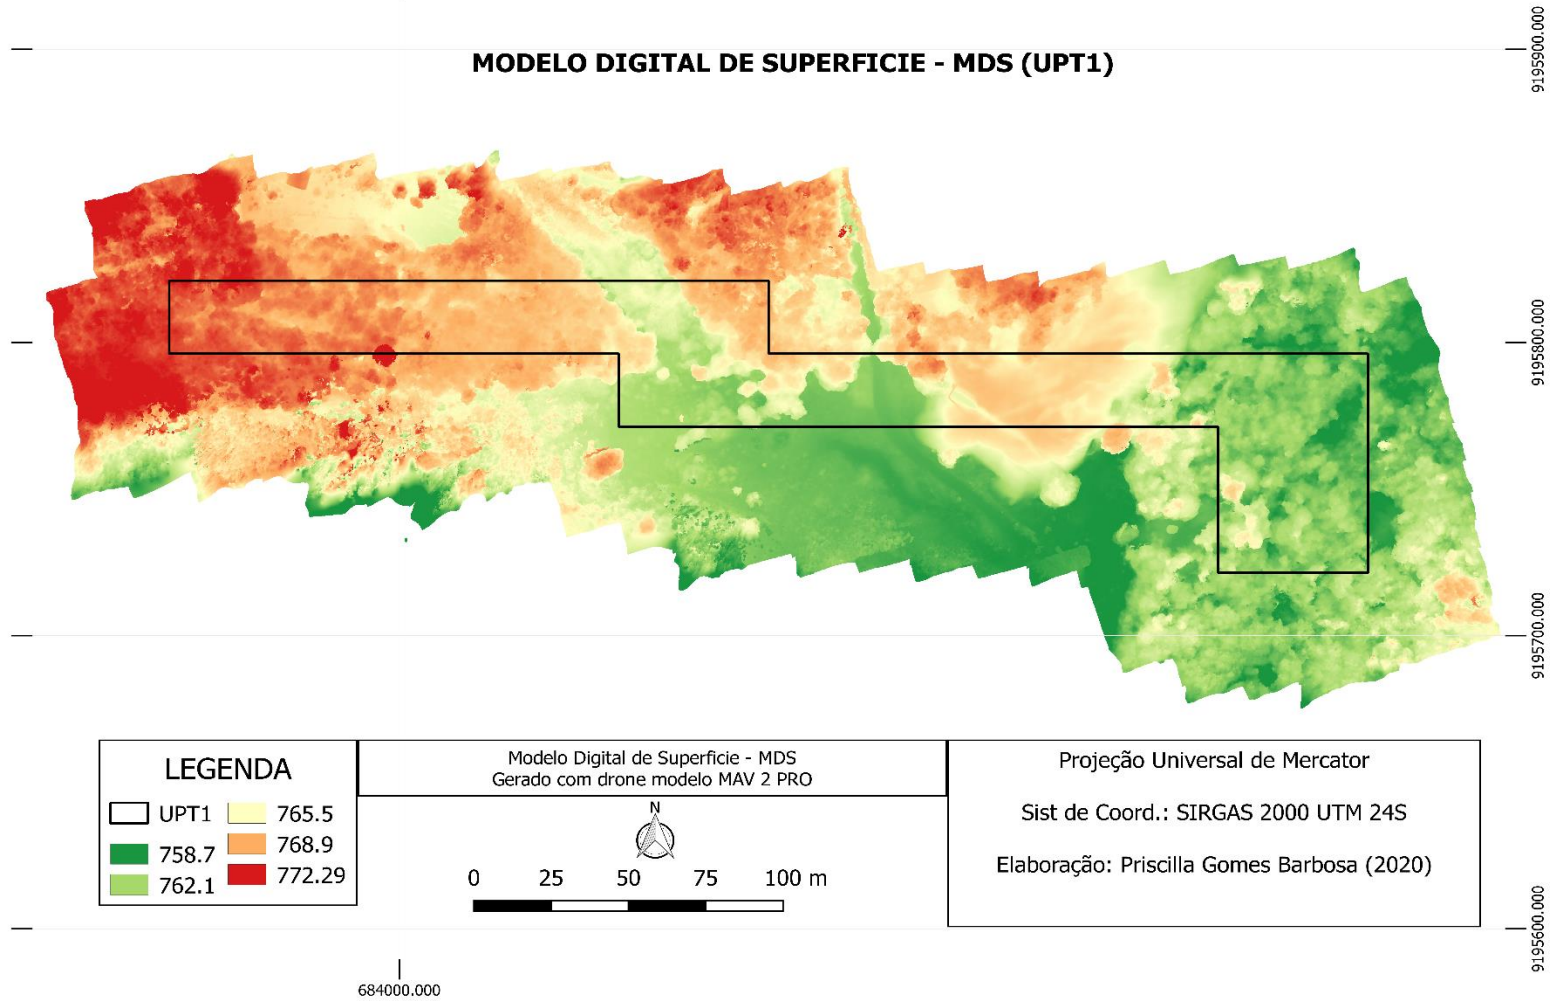 MODELO DIGITAL DE SUPERFICIE - MDS (UPT1)
9195900.000
9195800.000
9195700.000
9195600.000
684000.000
LEGENDA
UPT1
758.7
762.1
765.5
768.9
772.29
Modelo Digital de Superficie - MDS
Gerado com drone modelo MAV 2 PRO
N
0 25 50 75 100 m
Projeção Universal de Mercator
Sist de Coord.: SIRGAS 2000 UTM 24S
Elaboração: Priscilla Gomes Barbosa (2020)